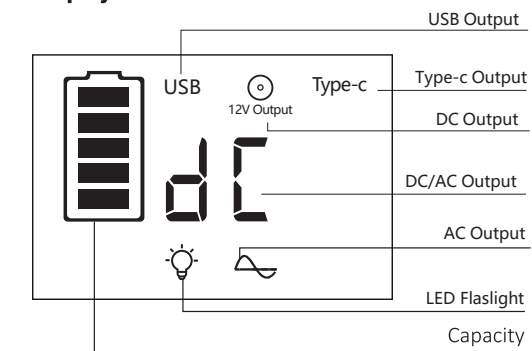 USB Output
USB
Type-c
Type-c Output
12V Output
DC Output
dC
DC/AC Output
AC Output
LED Flaslight
Capacity